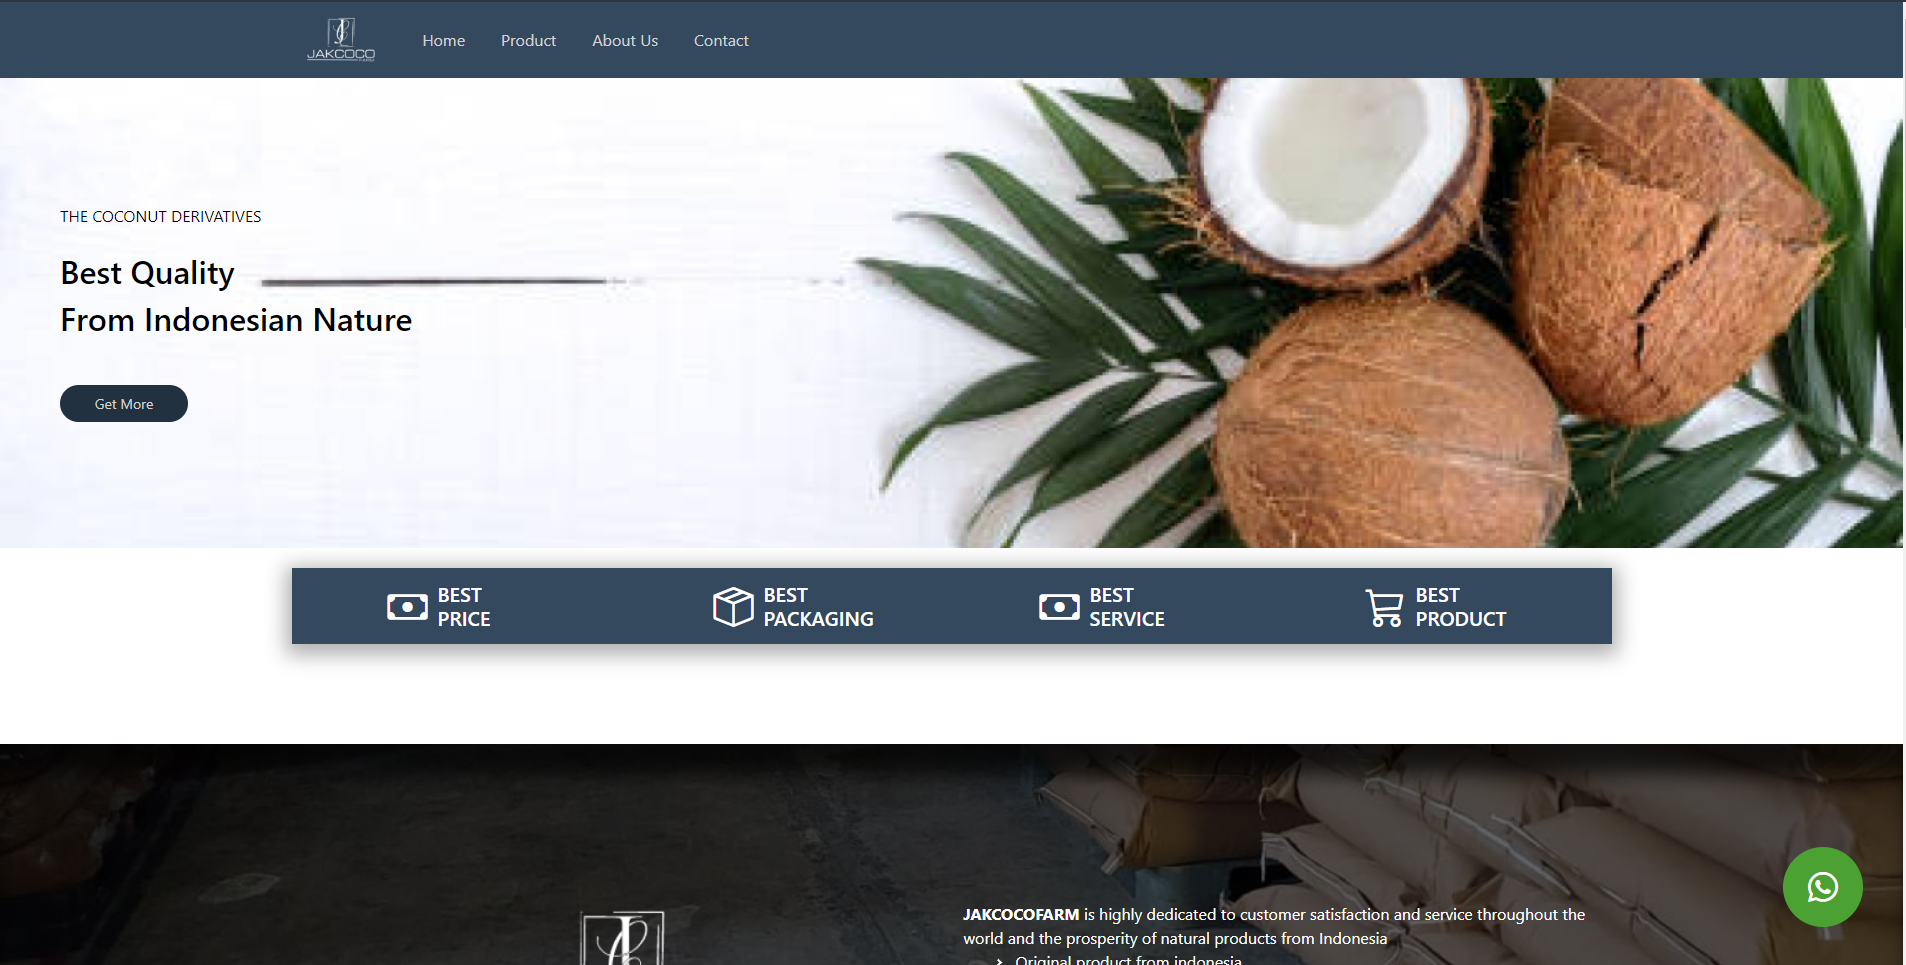 JAKCOCO
Home
Product
About Us
Contact
THE COCONUT DERIVATIVES
Best Quality
From Indonesian Nature
Get More
BEST
PRICE
BEST
PACKAGING
BEST
SERVICE
BEST
PRODUCT
JAKCOCOFARM is highly dedicated to customer satisfaction and service throughout the
world and the prosperity of natural products from Indonesia
Original product from indonesia